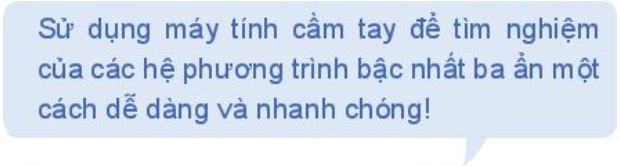 Sử dụng máy tính cầm tay để tìm nghiệm
của các hệ phương trình bậc nhất ba ẩn một
cách dễ dàng và nhanh chóng!